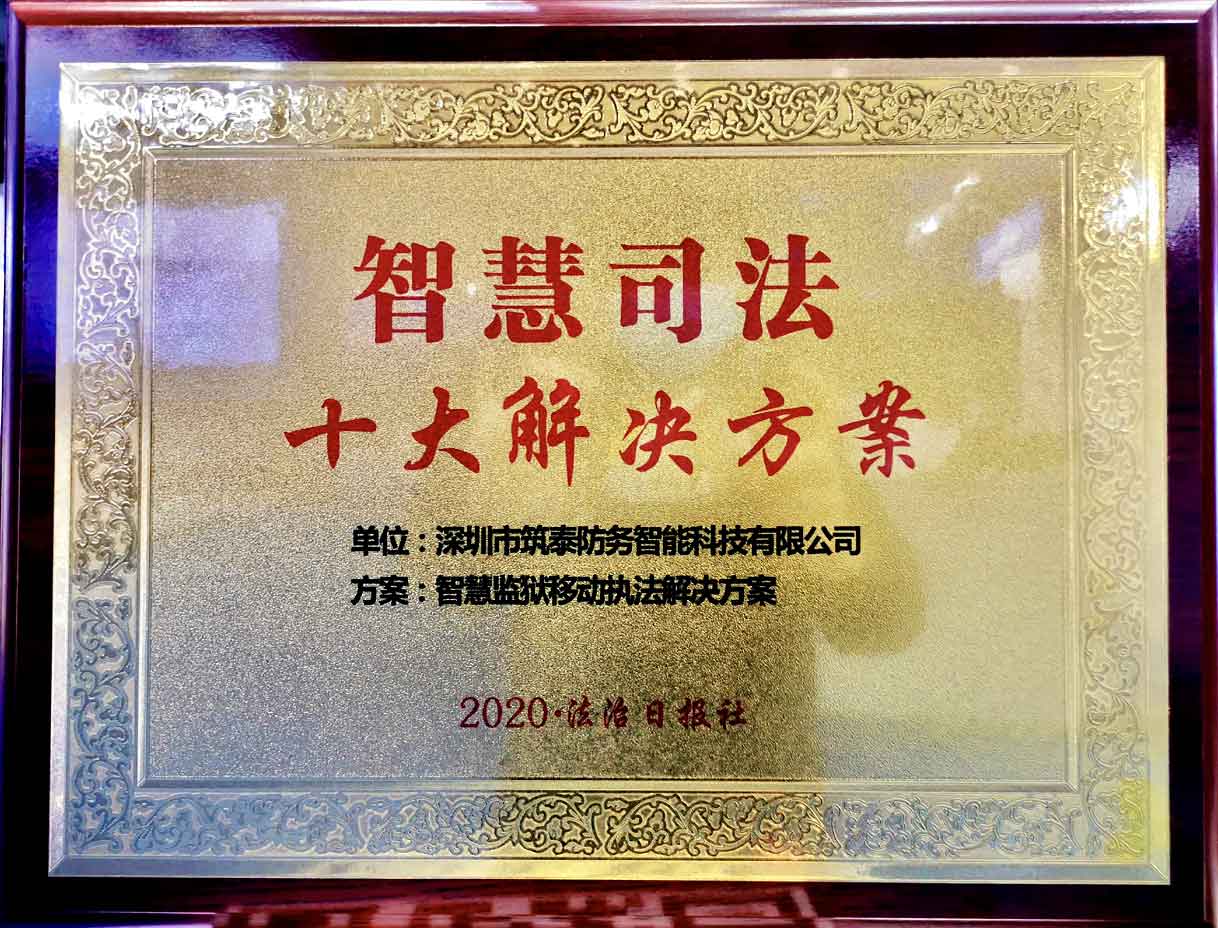 智慧司法
十大解决方案
单位：深圳市筑泰防务智能科技有限公司
方案：智慧监狱移动执法解决方案
2020·法治日报社